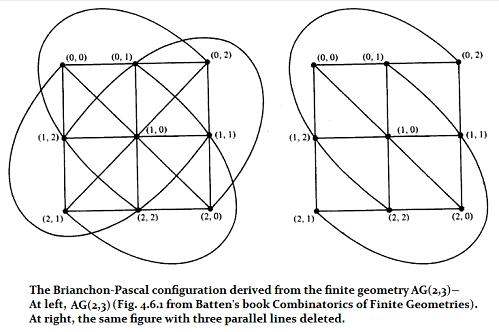 (0, 0) (0, 1) (0, 2) (0, 0) (0, 1) (0, 2)
(1, 2) (1, 0) (1, 1) (1, 2) (1, 0) (1, 1)
(2, 1) (2, 2) (2, 0) (2, 1) (2, 2) (2, 0)
The Brianchon-Pascal configuration derived from the finite geometry AG(2,3)—
At left, AG(2,3) (Fig. 4.6.1 from Batten's book Combinatorics of Finite Geometries).
At right, the same figure with three parallel lines deleted.